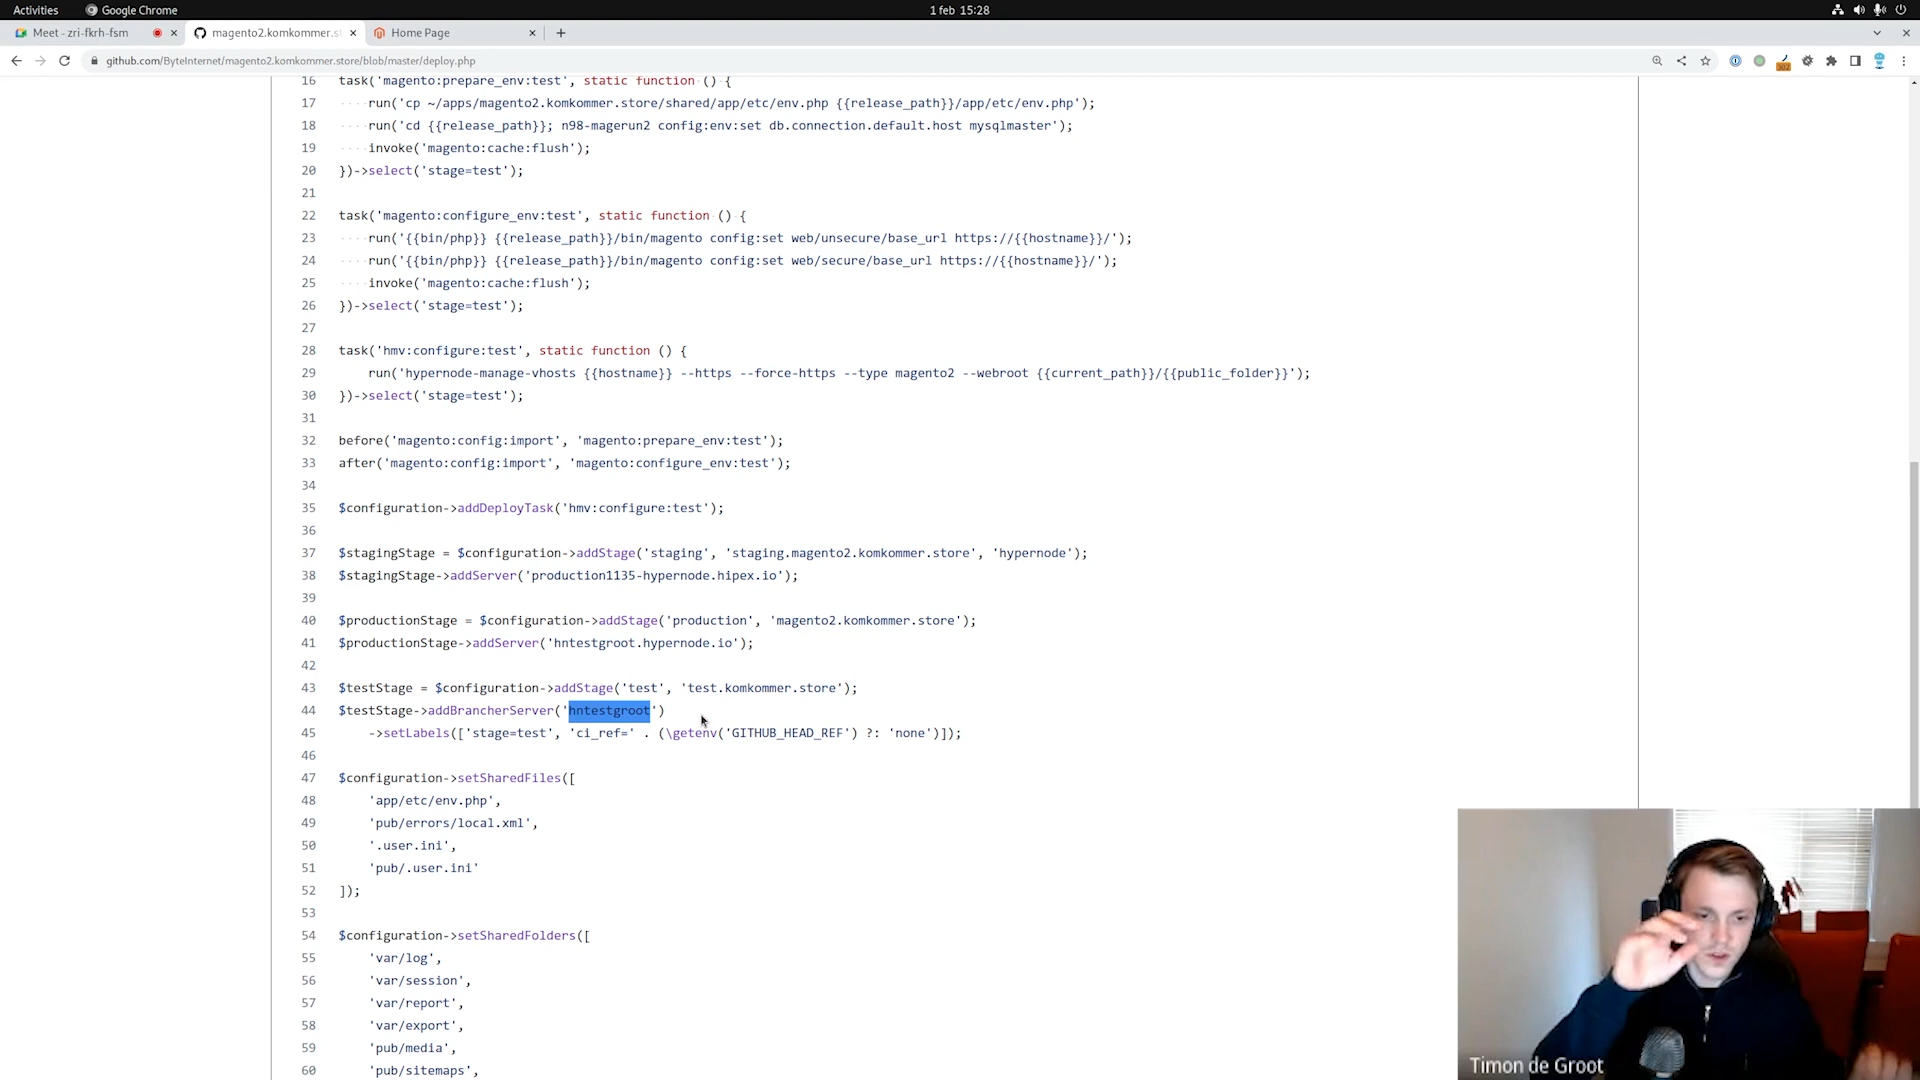 Activities Google Chrome 1 feb 15:28
Meet - zri-fkrh-fsm magento2.komkommer.s Home Page
github.com/ByteInternet/magento2.komkommer.store/blob/master/deploy.php
16 task('magento:prepare_env:test', static function () {
17 run('cp ~/apps/magento2.komkommer.store/shared/app/etc/env.php {{release_path}}/app/etc/env.php');
18 run('cd {{release_path}}; n98-magerun2 config:env:set db.connection.default.host mysqlmaster');
19 invoke('magento:cache:flush');
20 })->select('stage=test');
21
22 task('magento:configure_env:test', static function () {
23 run('{{bin/php}} {{release_path}}/bin/magento config:set web/unsecure/base_url https://{{hostname}}/');
24 run('{{bin/php}} {{release_path}}/bin/magento config:set web/secure/base_url https://{{hostname}}/');
25 invoke('magento:cache:flush');
26 })->select('stage=test');
27
28 task('hmv:configure:test', static function () {
29 run('hypernode-manage-vhosts {{hostname}} --https --force-https --type magento2 --webroot {{current_path}}/{{public_folder}}');
30 })->select('stage=test');
31
32 before('magento:config:import', 'magento:prepare_env:test');
33 after('magento:config:import', 'magento:configure_env:test');
34
35 $configuration->addDeployTask('hmv:configure:test');
36
37 $stagingStage = $configuration->addStage('staging', 'staging.magento2.komkommer.store', 'hypernode');
38 $stagingStage->addServer('production1135-hypernode.hipex.io');
39
40 $productionStage = $configuration->addStage('production', 'magento2.komkommer.store');
41 $productionStage->addServer('hntestgroot.hypernode.io');
42
43 $testStage = $configuration->addStage('test', 'test.komkommer.store');
44 $testStage->addBrancherServer('hntestgroot')
45 ->setLabels(['stage=test', 'ci_ref=' . (\getenv('GITHUB_HEAD_REF') ?: 'none')]);
46
47 $configuration->setSharedFiles([
48 'app/etc/env.php',
49 'pub/errors/local.xml',
50 '.user.ini',
51 'pub/.user.ini'
52 ]);
53
54 $configuration->setSharedFolders([
55 'var/log',
56 'var/session',
57 'var/report',
58 'var/export',
59 'pub/media',
60 'pub/sitemaps',
Timon de Groot